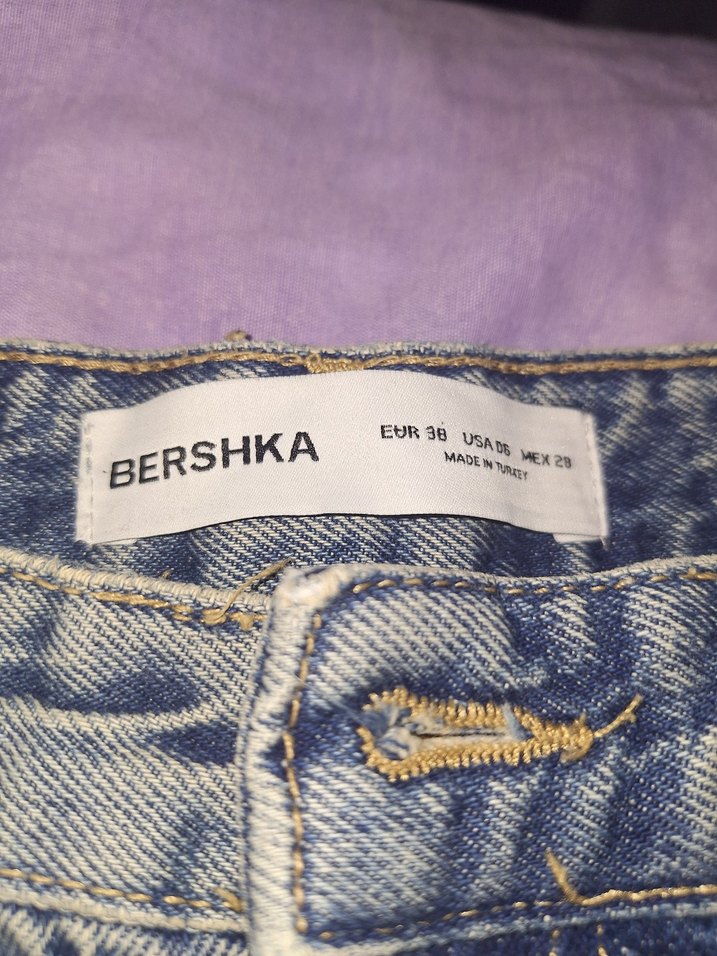 BERSHKA
EUR 38 USA 06 MEX 28
MADE IN TURKEY